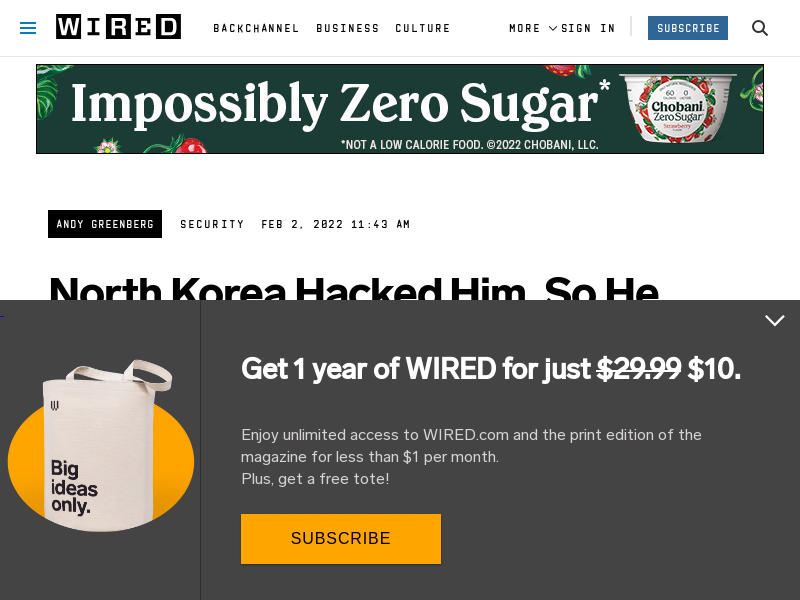 WIRED
BACKCHANNEL BUSINESS CULTURE MORE SIGN IN SUBSCRIBE
Impossibly Zero Sugar*
*NOT A LOW CALORIE FOOD. ©2022 CHOBANI, LLC.
60 0
Chobani
Zero Sugar
Strawberry
ANDY GREENBERG SECURITY FEB 2, 2022 11:43 AM
North Korea Hacked Him. So He
Get 1 year of WIRED for just $29.99 $10.
W
Big
ideas
only.
Enjoy unlimited access to WIRED.com and the print edition of the
magazine for less than $1 per month.
Plus, get a free tote!
SUBSCRIBE